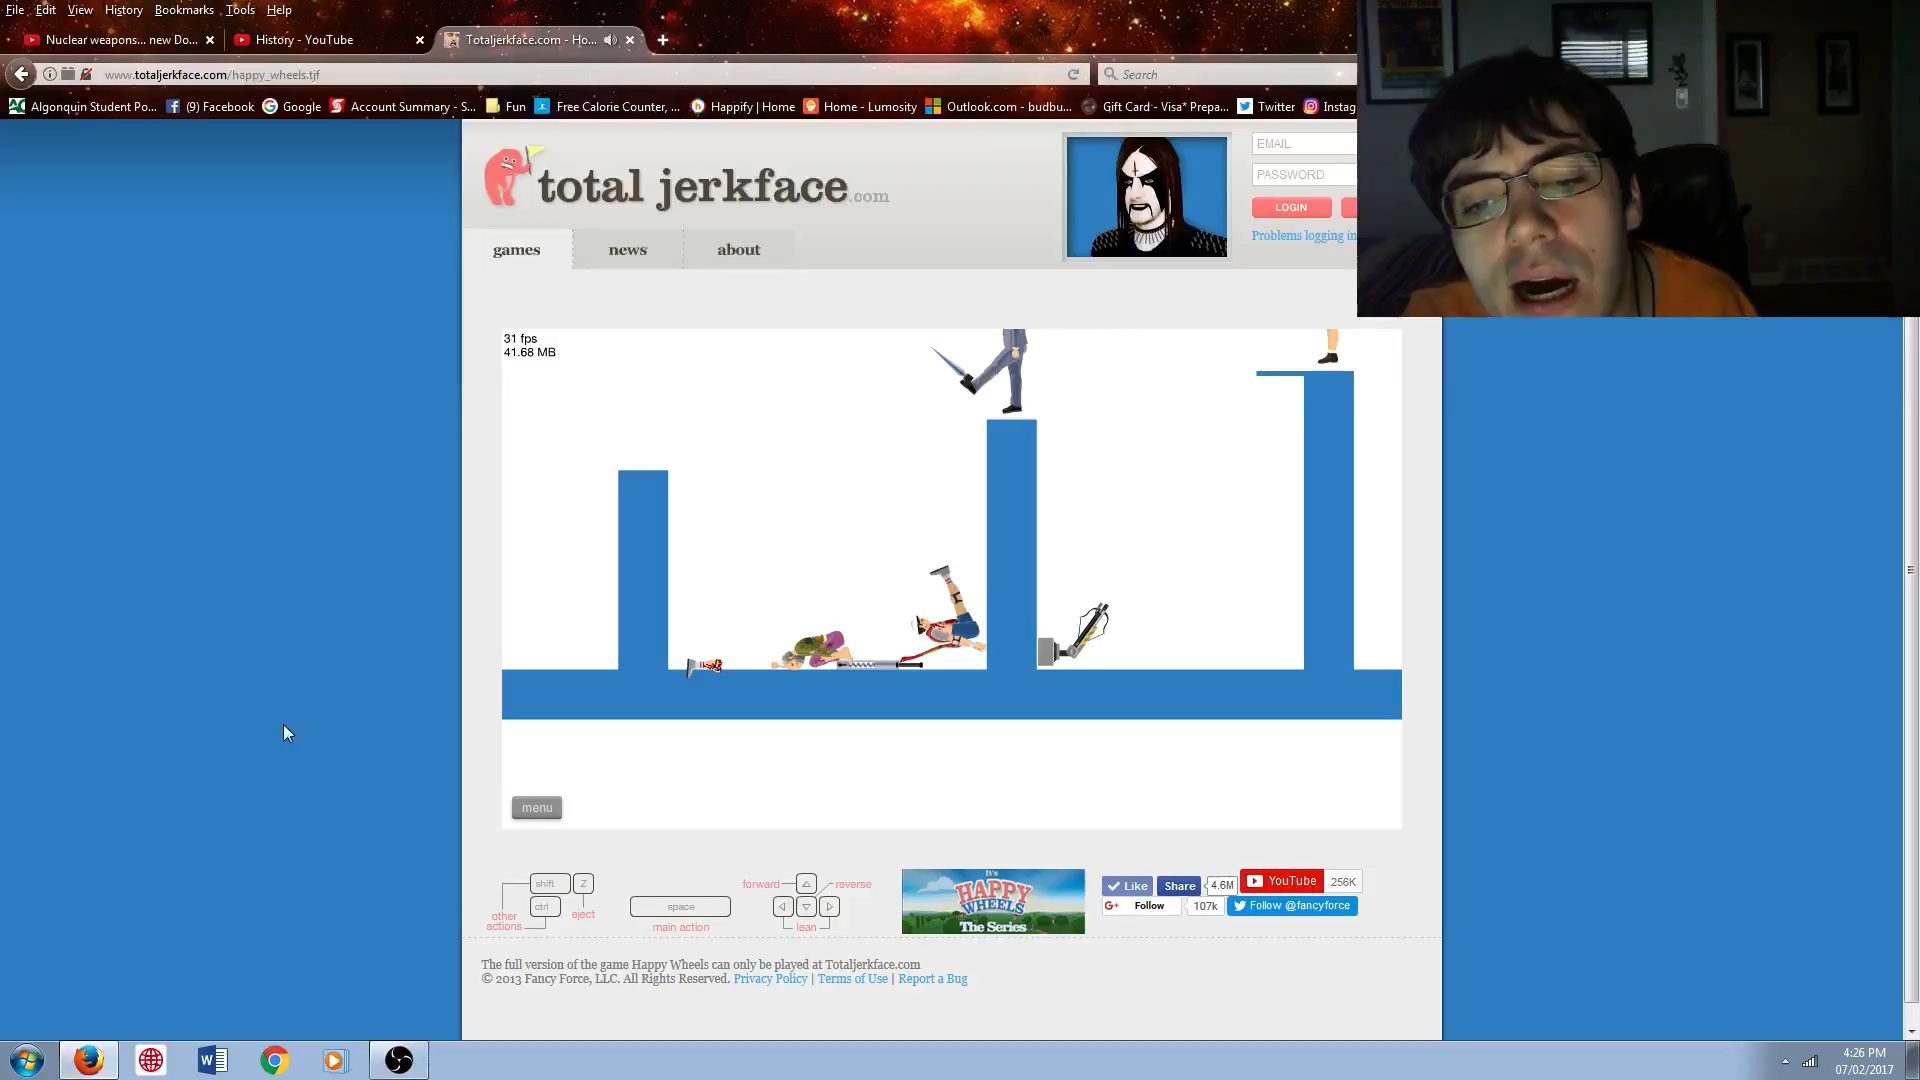 File Edit View History Bookmarks Tools Help
Nuclear weapons... new Do... History - YouTube Totaljerkface.com - Ho...
www.totaljerkface.com/happy_wheels.tjf Search
Algonquin Student Po... (9) Facebook Google Account Summary - S... Fun Free Calorie Counter, ... Happify | Home Home - Lumosity Outlook.com - budbu... Gift Card - Visa* Prepa... Twitter Instag
total jerkface.com
EMAIL
PASSWORD
LOGIN
Problems logging in
games news about
31 fps
41.68 MB
menu
shift Z
ctrl
other actions
eject
space
main action
forward
reverse
lean
It's
HAPPY
WHEELS
The Series
Like Share 4.6M YouTube 256K
G+ Follow 107k Follow @fancyforce
The full version of the game Happy Wheels can only be played at Totaljerkface.com
© 2013 Fancy Force, LLC. All Rights Reserved. Privacy Policy | Terms of Use | Report a Bug
4:26 PM
07/02/2017